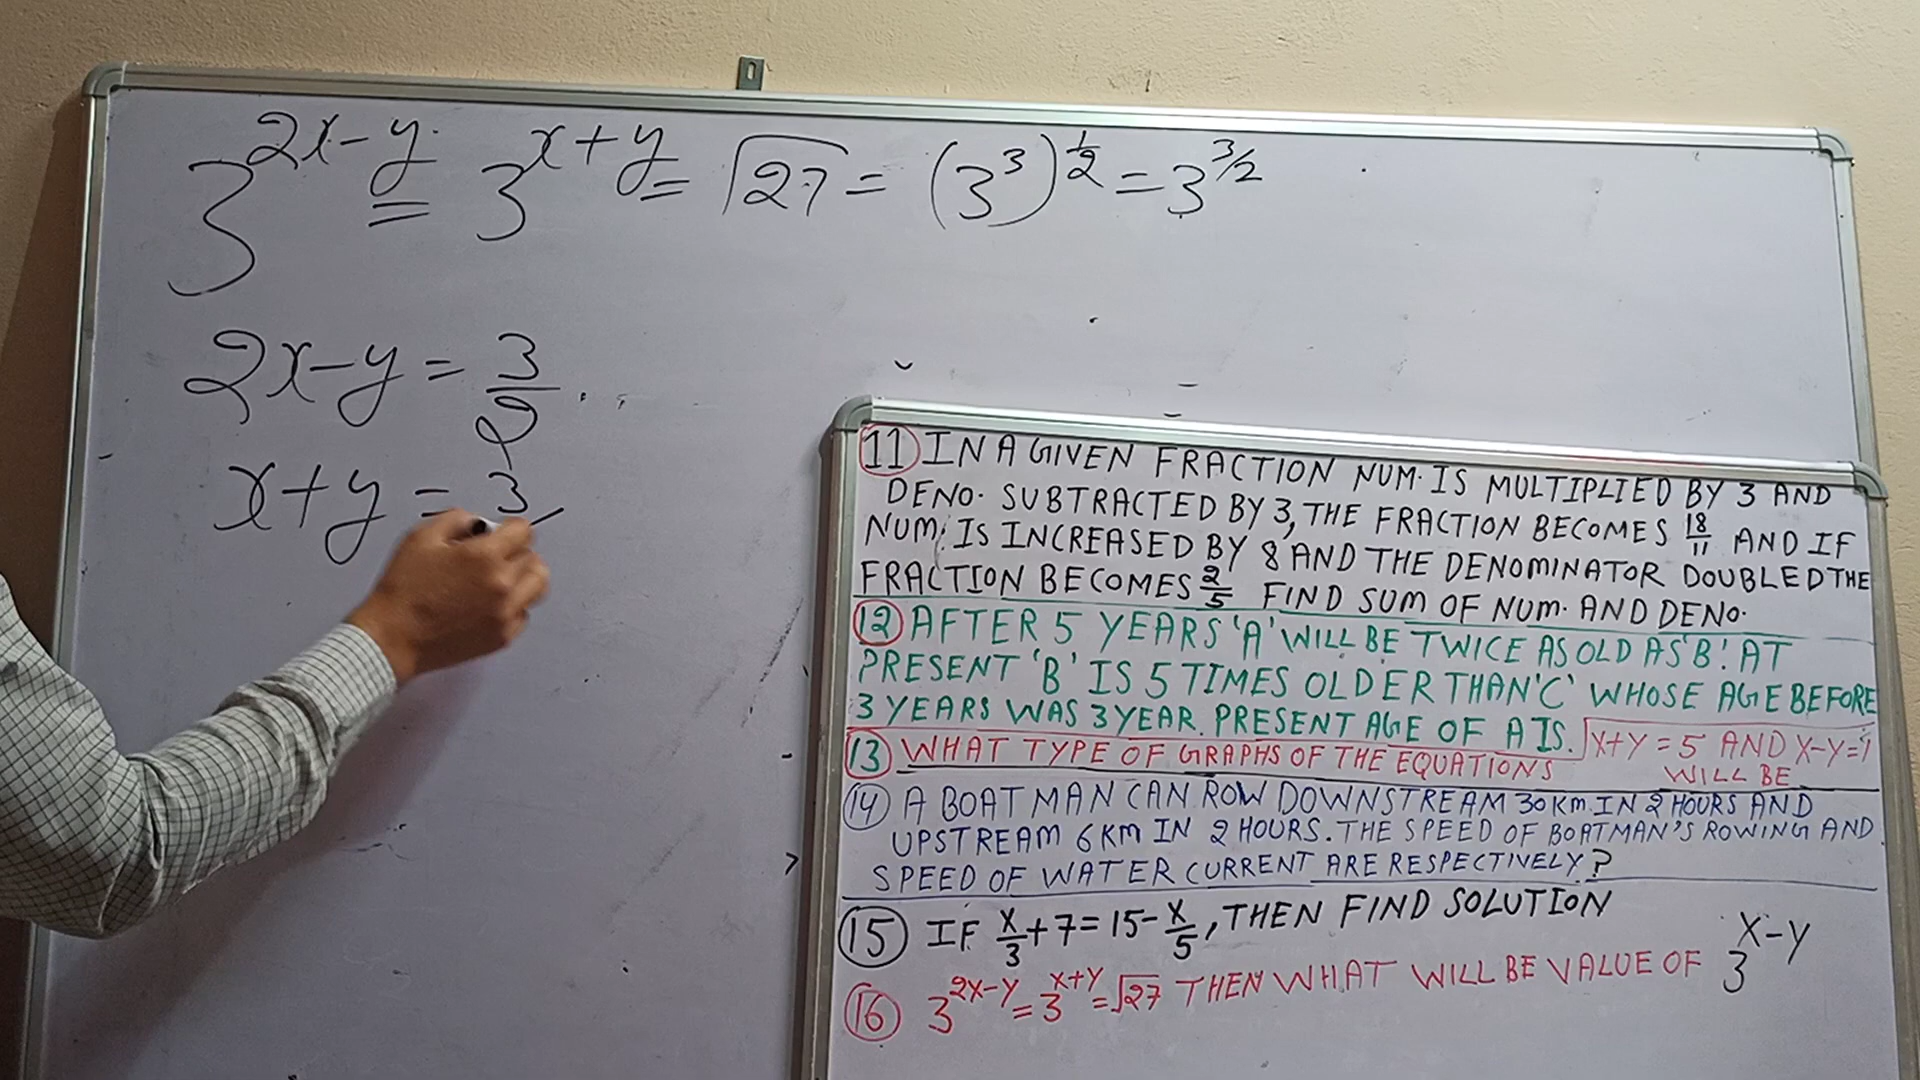 3^{2x-y} = 3^{x+y} = √27 = (3^3)^{1/2} = 3^{3/2}
2x-y = 3/2
x+y = 3
11 IN A GIVEN FRACTION NUM. IS MULTIPLIED BY 3 AND
DENO. SUBTRACTED BY 3, THE FRACTION BECOMES 18/11 AND IF
NUM. IS INCREASED BY 8 AND THE DENOMINATOR DOUBLED THE
FRACTION BECOMES 2/5 FIND SUM OF NUM. AND DENO.
12 AFTER 5 YEARS 'A' WILL BE TWICE AS OLD AS 'B'. AT
PRESENT 'B' IS 5 TIMES OLDER THAN 'C' WHOSE AGE BEFORE
3 YEARS WAS 3 YEAR. PRESENT AGE OF A IS.
13 WHAT TYPE OF GRAPHS OF THE EQUATIONS X+Y=5 AND X-Y=1
WILL BE
14 A BOATMAN CAN ROW DOWNSTREAM 30 KM. IN 2 HOURS AND
UPSTREAM 6 KM IN 2 HOURS. THE SPEED OF BOATMAN'S ROWING AND
SPEED OF WATER CURRENT ARE RESPECTIVELY?
15 IF X/3 + 7 = 15 - X/5, THEN FIND SOLUTION
16 3^{2X-Y} = 3^{X+Y} = √27 THEN WHAT WILL BE VALUE OF 3^{X-Y}